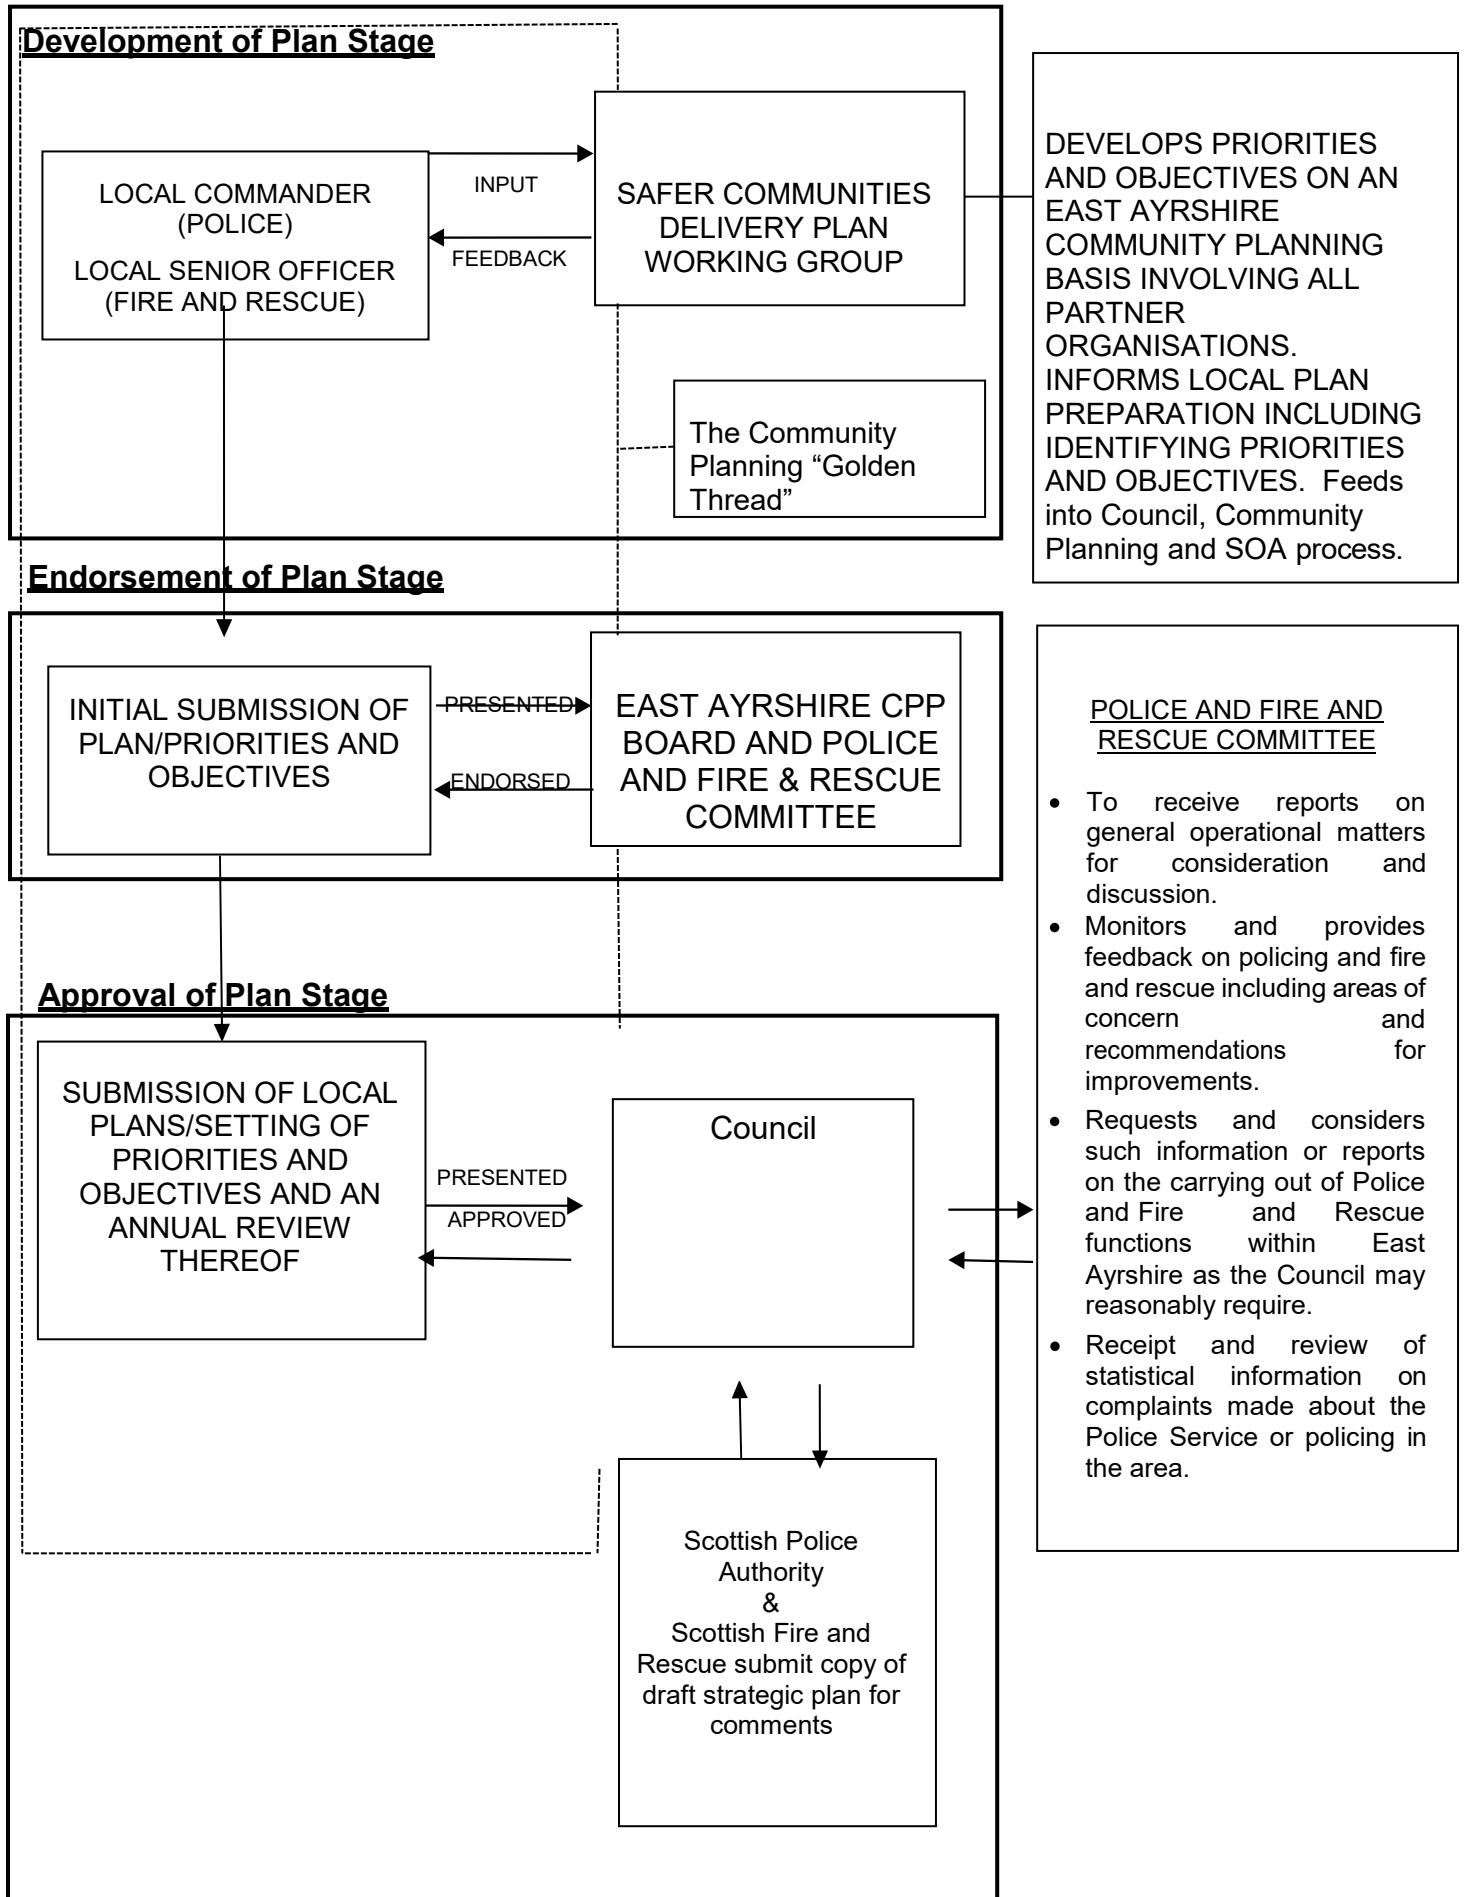 Development of Plan Stage
LOCAL COMMANDER
(POLICE)
LOCAL SENIOR OFFICER
(FIRE AND RESCUE)
INPUT
FEEDBACK
SAFER COMMUNITIES
DELIVERY PLAN
WORKING GROUP
DEVELOPS PRIORITIES
AND OBJECTIVES ON AN
EAST AYRSHIRE
COMMUNITY PLANNING
BASIS INVOLVING ALL
PARTNER
ORGANISATIONS.
INFORMS LOCAL PLAN
PREPARATION INCLUDING
IDENTIFYING PRIORITIES
AND OBJECTIVES.  Feeds
into Council, Community
Planning and SOA process.
The Community
Planning “Golden
Thread”
Endorsement of Plan Stage
INITIAL SUBMISSION OF
PLAN/PRIORITIES AND
OBJECTIVES
PRESENTED
ENDORSED
EAST AYRSHIRE CPP
BOARD AND POLICE
AND FIRE & RESCUE
COMMITTEE
POLICE AND FIRE AND
RESCUE COMMITTEE
• To receive reports on
general operational matters
for consideration and
discussion.
• Monitors and provides
feedback on policing and fire
and rescue including areas of
concern and
recommendations for
improvements.
• Requests and considers
such information or reports
on the carrying out of Police
and Fire and Rescue
functions within East
Ayrshire as the Council may
reasonably require.
• Receipt and review of
statistical information on
complaints made about the
Police Service or policing in
the area.
Approval of Plan Stage
SUBMISSION OF LOCAL
PLANS/SETTING OF
PRIORITIES AND
OBJECTIVES AND AN
ANNUAL REVIEW
THEREOF
PRESENTED
APPROVED
Council
Scottish Police
Authority
&
Scottish Fire and
Rescue submit copy of
draft strategic plan for
comments